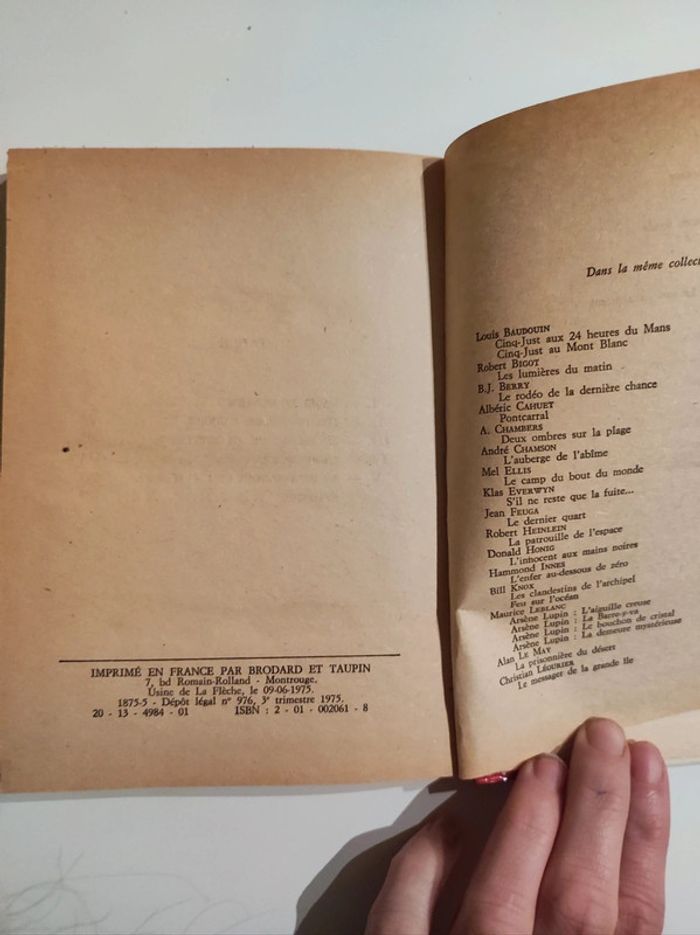 IMPRIMÉ EN FRANCE PAR BRODARD ET TAUPIN
7, bd Romain-Rolland - Montrouge.
Usine de La Flèche, le 09-06-1975.
1875-5 - Dépôt légal n° 976, 3e trimestre 1975.
20 - 13 - 4984 - 01 ISBN : 2 - 01 - 002061 - 8
Dans la même collec
Louis BAUDOUIN
Cinq-Just aux 24 heures du Mans
Cinq-Just au Mont Blanc
Robert BIGOT
Les lumières du matin
B.J. BERRY
Le rodéo de la dernière chance
Albéric CAHUET
Pontcarral
A. CHAMBERS
Deux ombres sur la plage
André CHAMSON
L'auberge de l'abîme
Mel ELLIS
Le camp du bout du monde
Klas EVERWYN
S'il ne reste que la fuite...
Jean FEUGA
Le dernier quart
Robert HEINLEIN
La patrouille de l'espace
Donald HONIG
L'innocent aux mains noires
Hammond INNES
L'enfer au-dessous de zéro
Bill KNOX
Les clandestins de l'archipel
Feu sur l'océan
Maurice LEBLANC
Arsène Lupin : L'aiguille creuse
Arsène Lupin : La Barre-y-va
Arsène Lupin : Le bouchon de cristal
Arsène Lupin : La demeure mystérieuse
Alan LE MAY
La prisonnière du désert
Christian LÉOURIER
Le messager de la grande île